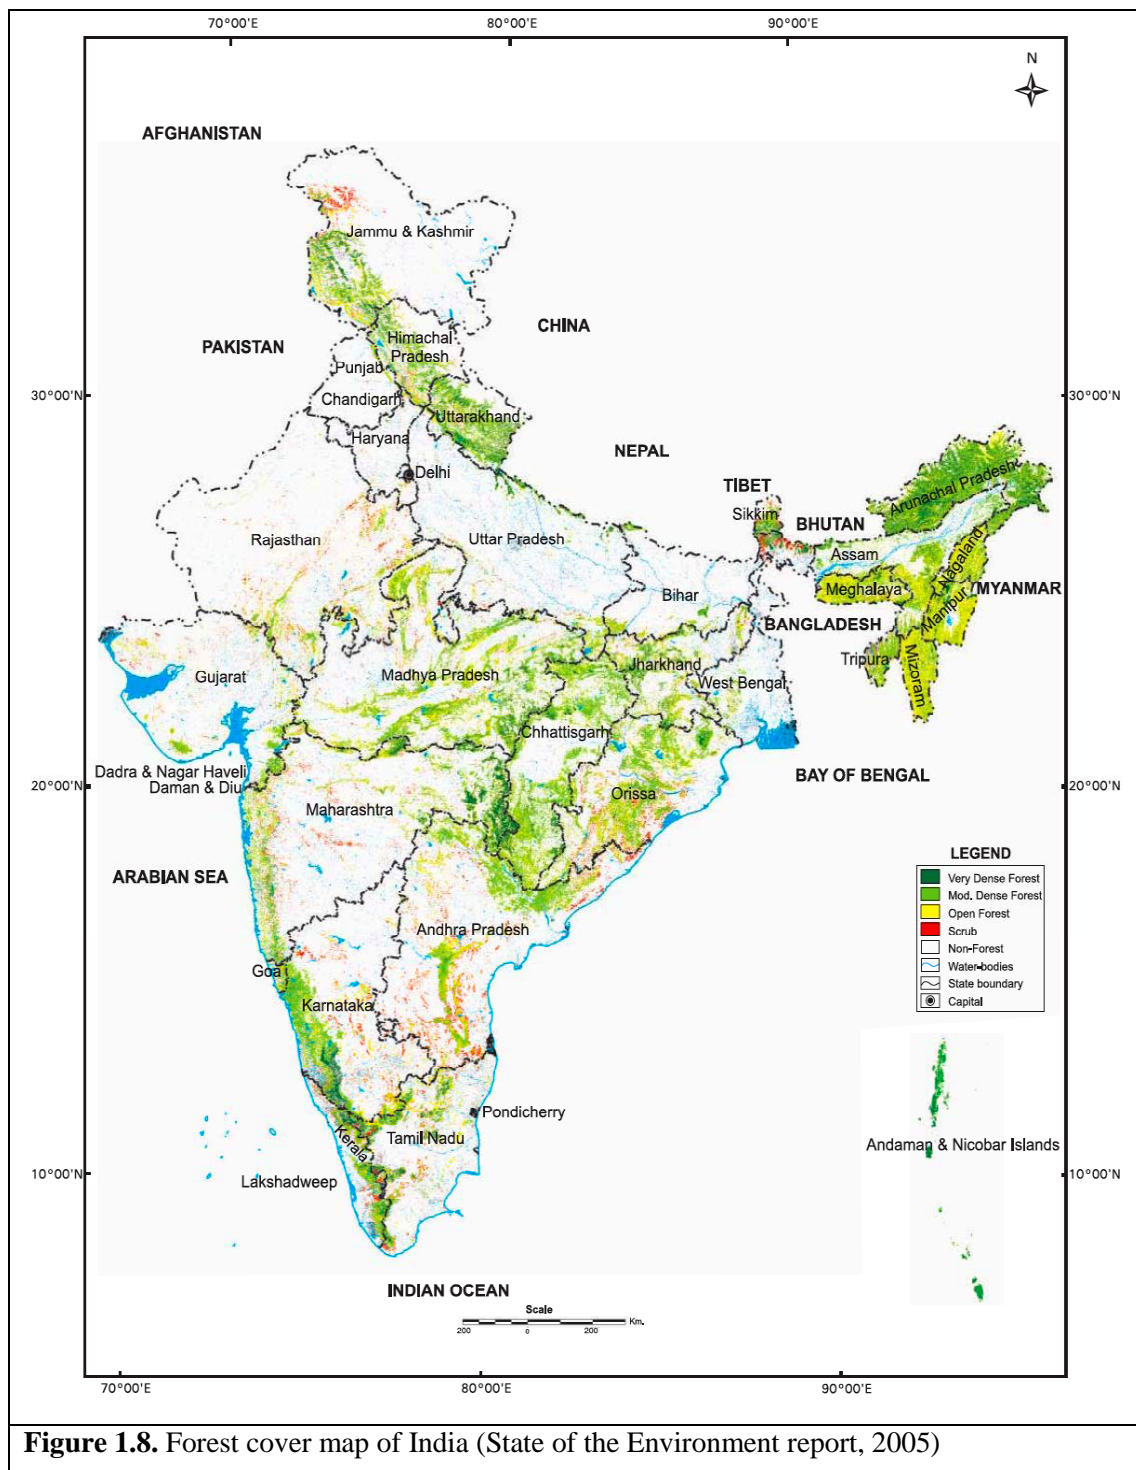 70°00'E 80°00'E 90°00'E
N
AFGHANISTAN
Jammu & Kashmir
CHINA
Himachal
Pradesh
PAKISTAN
Punjab
30°00'N 30°00'N
Chandigarh
Uttarakhand
Haryana
NEPAL
Delhi
TIBET
Arunachal Pradesh
Sikkim
BHUTAN
Rajasthan
Uttar Pradesh
Assam
Nagaland
Meghalaya
MYANMAR
Bihar
Manipur
BANGLADESH
Tripura
Jharkhand
Mizoram
Gujarat
Madhya Pradesh
West Bengal
Chhattisgarh
Dadra & Nagar Haveli
Daman & Diu
BAY OF BENGAL
20°00'N 20°00'N
Orissa
Maharashtra
ARABIAN SEA
LEGEND
Very Dense Forest
Mod. Dense Forest
Open Forest
Scrub
Non-Forest
Water-bodies
State boundary
Capital
Andhra Pradesh
Goa
Karnataka
Pondicherry
Kerala
Tamil Nadu
Andaman & Nicobar Islands
10°00'N 10°00'N
Lakshadweep
INDIAN OCEAN
Scale
200 0 200 Km.
70°00'E 80°00'E 90°00'E
Figure 1.8. Forest cover map of India (State of the Environment report, 2005)